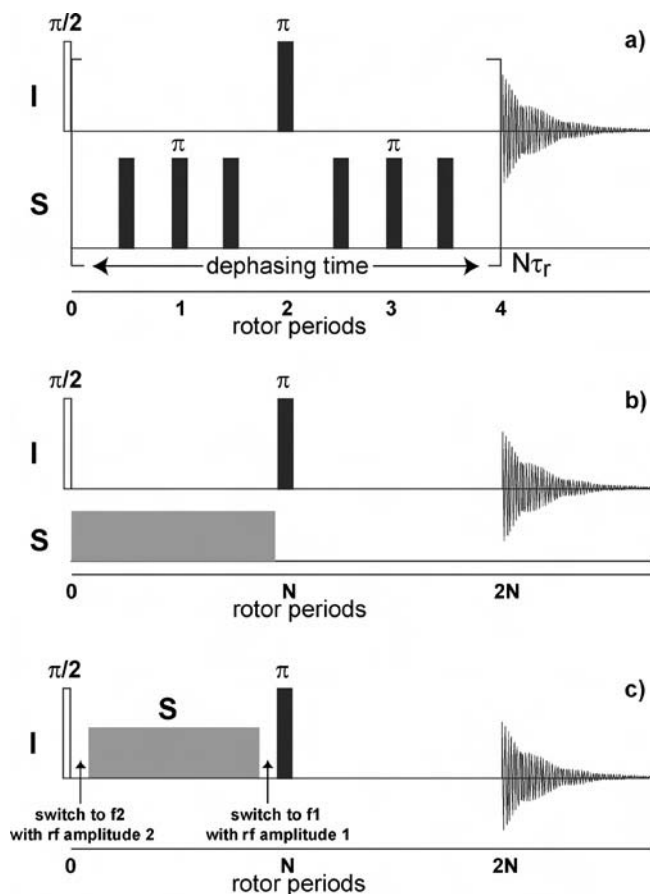 π/2 π a)
I
π π
S
dephasing time Nτr
0 1 2 3 4
rotor periods
π/2 π b)
I
S
0 N 2N
rotor periods
π/2 π c)
S
I
switch to f2 switch to f1
with rf amplitude 2 with rf amplitude 1
0 N 2N
rotor periods